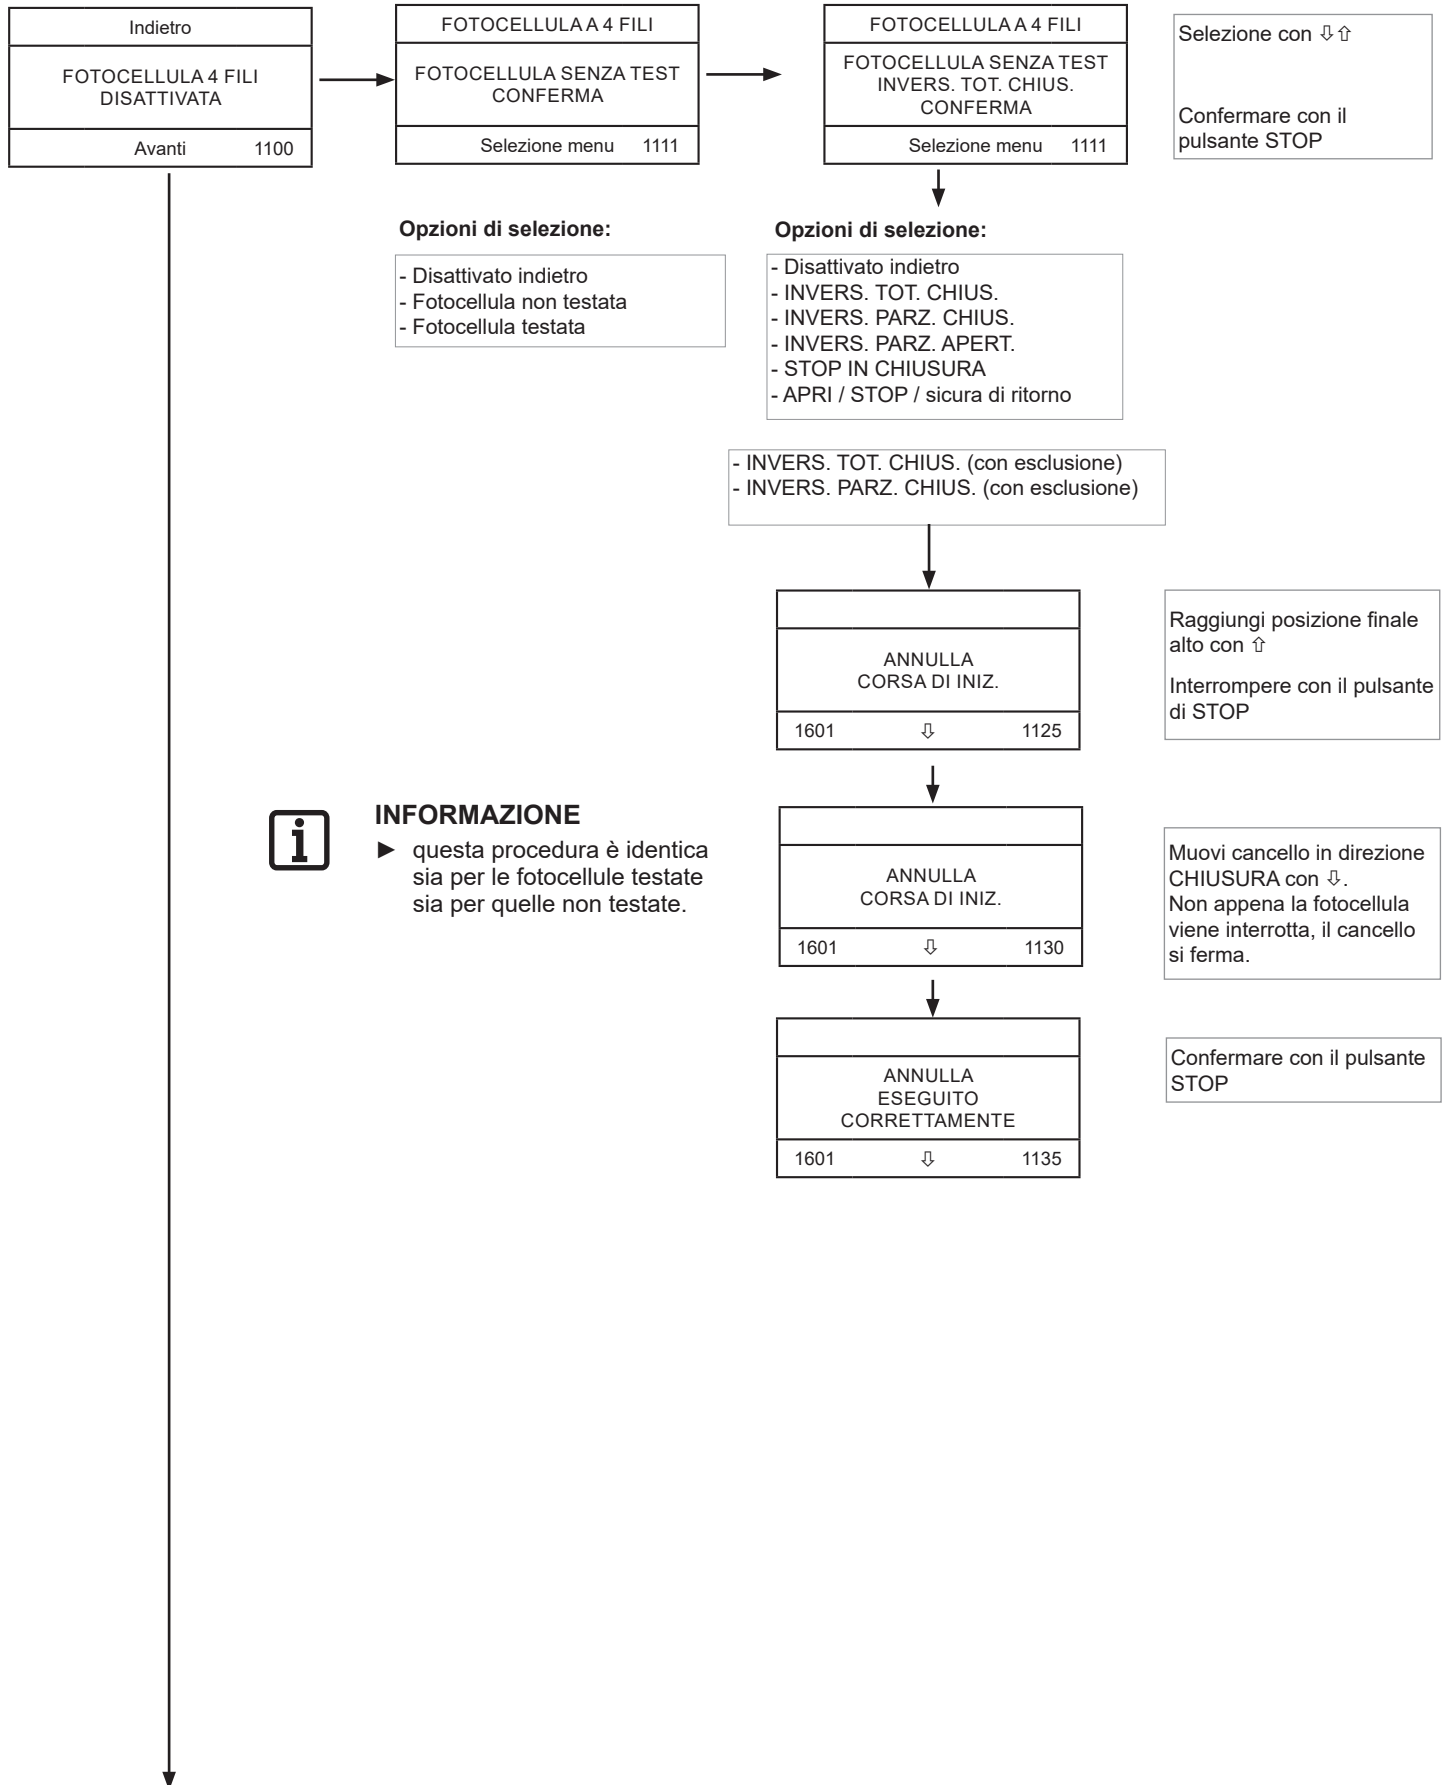 Indietro
FOTOCELLULA 4 FILI
DISATTIVATA
Avanti 1100
FOTOCELLULA A 4 FILI
FOTOCELLULA SENZA TEST
CONFERMA
Selezione menu 1111
FOTOCELLULA A 4 FILI
FOTOCELLULA SENZA TEST
INVERS. TOT. CHIUS.
CONFERMA
Selezione menu 1111
Selezione con ⇩⇧
Confermare con il
pulsante STOP
Opzioni di selezione:
- Disattivato indietro
- Fotocellula non testata
- Fotocellula testata
Opzioni di selezione:
- Disattivato indietro
- INVERS. TOT. CHIUS.
- INVERS. PARZ. CHIUS.
- INVERS. PARZ. APERT.
- STOP IN CHIUSURA
- APRI / STOP / sicura di ritorno
- INVERS. TOT. CHIUS. (con esclusione)
- INVERS. PARZ. CHIUS. (con esclusione)
ANNULLA
CORSA DI INIZ.
1601 ⇩ 1125
Raggiungi posizione finale
alto con ⇧
Interrompere con il pulsante
di STOP
i
INFORMAZIONE
► questa procedura è identica
sia per le fotocellule testate
sia per quelle non testate.
ANNULLA
CORSA DI INIZ.
1601 ⇩ 1130
Muovi cancello in direzione
CHIUSURA con ⇩.
Non appena la fotocellula
viene interrotta, il cancello
si ferma.
ANNULLA
ESEGUITO
CORRETTAMENTE
1601 ⇩ 1135
Confermare con il pulsante
STOP